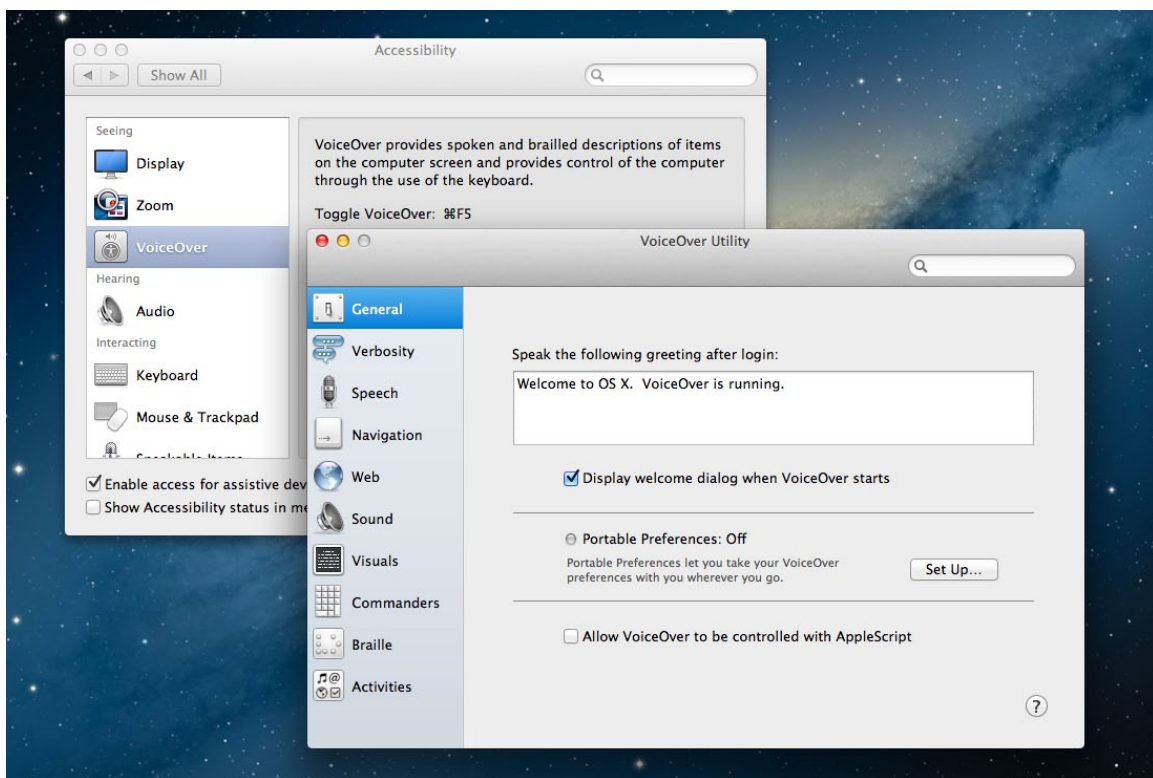 Accessibility
Show All
Seeing
Display
Zoom
VoiceOver
Hearing
Audio
Interacting
Keyboard
Mouse & Trackpad
Speakable Items
Enable access for assistive
Show Accessibility status in
VoiceOver provides spoken and brailled descriptions of items
on the computer screen and provides control of the computer
through the use of the keyboard.
Toggle VoiceOver: ⌘F5
VoiceOver Utility
General
Verbosity
Speech
Navigation
Web
Sound
Visuals
Commanders
Braille
Activities
Speak the following greeting after login:
Welcome to OS X.  VoiceOver is running.
Display welcome dialog when VoiceOver starts
Portable Preferences: Off
Portable Preferences let you take your VoiceOver
preferences with you wherever you go.
Set Up...
Allow VoiceOver to be controlled with AppleScript
?